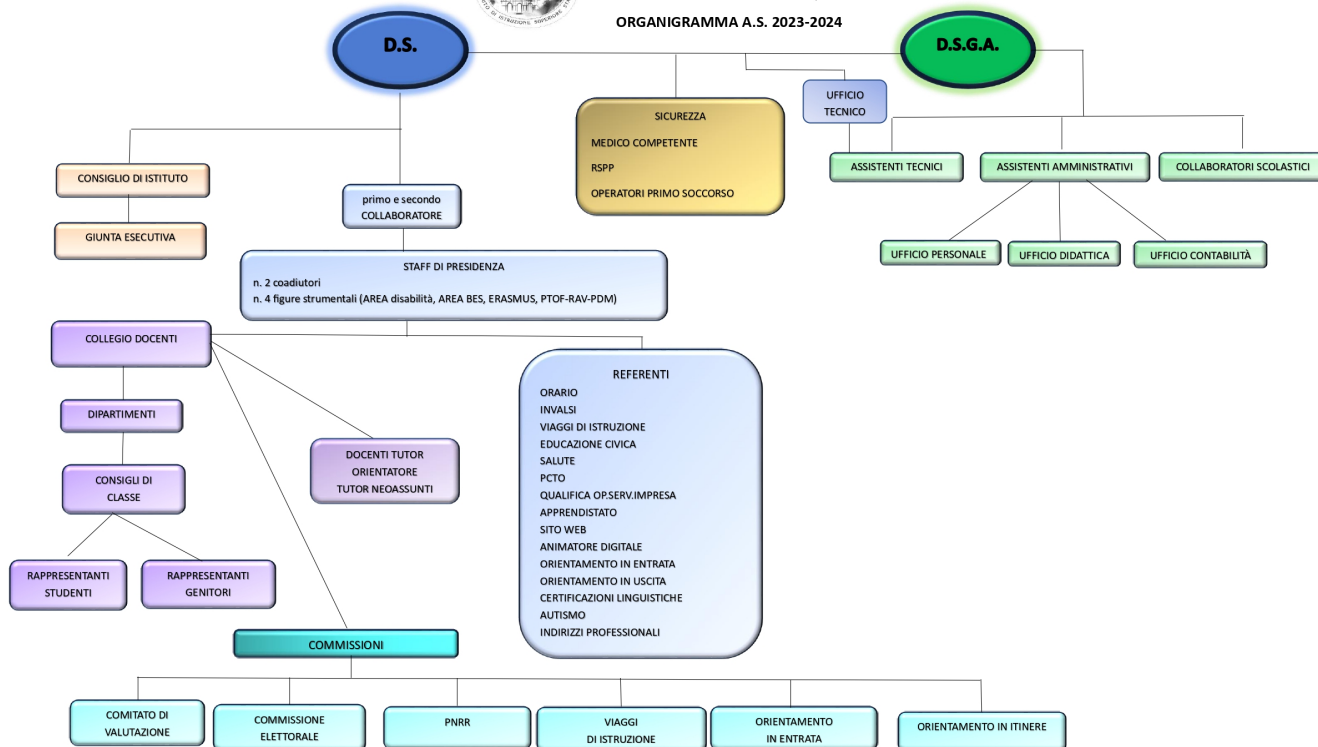 ISTRUZIONE SUPERIORE
ORGANIGRAMMA A.S. 2023-2024
D.S.
D.S.G.A.
UFFICIO
TECNICO
SICUREZZA
MEDICO COMPETENTE
RSPP
OPERATORI PRIMO SOCCORSO
ASSISTENTI TECNICI
ASSISTENTI AMMINISTRATIVI
COLLABORATORI SCOLASTICI
CONSIGLIO DI ISTITUTO
primo e secondo
COLLABORATORE
GIUNTA ESECUTIVA
UFFICIO PERSONALE
UFFICIO DIDATTICA
UFFICIO CONTABILITÀ
STAFF DI PRESIDENZA
n. 2 coadiutori
n. 4 figure strumentali (AREA disabilità, AREA BES, ERASMUS, PTOF-RAV-PDM)
COLLEGIO DOCENTI
DIPARTIMENTI
CONSIGLI DI
CLASSE
RAPPRESENTANTI
STUDENTI
RAPPRESENTANTI
GENITORI
DOCENTI TUTOR
ORIENTATORE
TUTOR NEOASSUNTI
REFERENTI
ORARIO
INVALSI
VIAGGI DI ISTRUZIONE
EDUCAZIONE CIVICA
SALUTE
PCTO
QUALIFICA OP.SERV.IMPRESA
APPRENDISTATO
SITO WEB
ANIMATORE DIGITALE
ORIENTAMENTO IN ENTRATA
ORIENTAMENTO IN USCITA
CERTIFICAZIONI LINGUISTICHE
AUTISMO
INDIRIZZI PROFESSIONALI
COMMISSIONI
COMITATO DI
VALUTAZIONE
COMMISSIONE
ELETTORALE
PNRR
VIAGGI
DI ISTRUZIONE
ORIENTAMENTO
IN ENTRATA
ORIENTAMENTO IN ITINERE